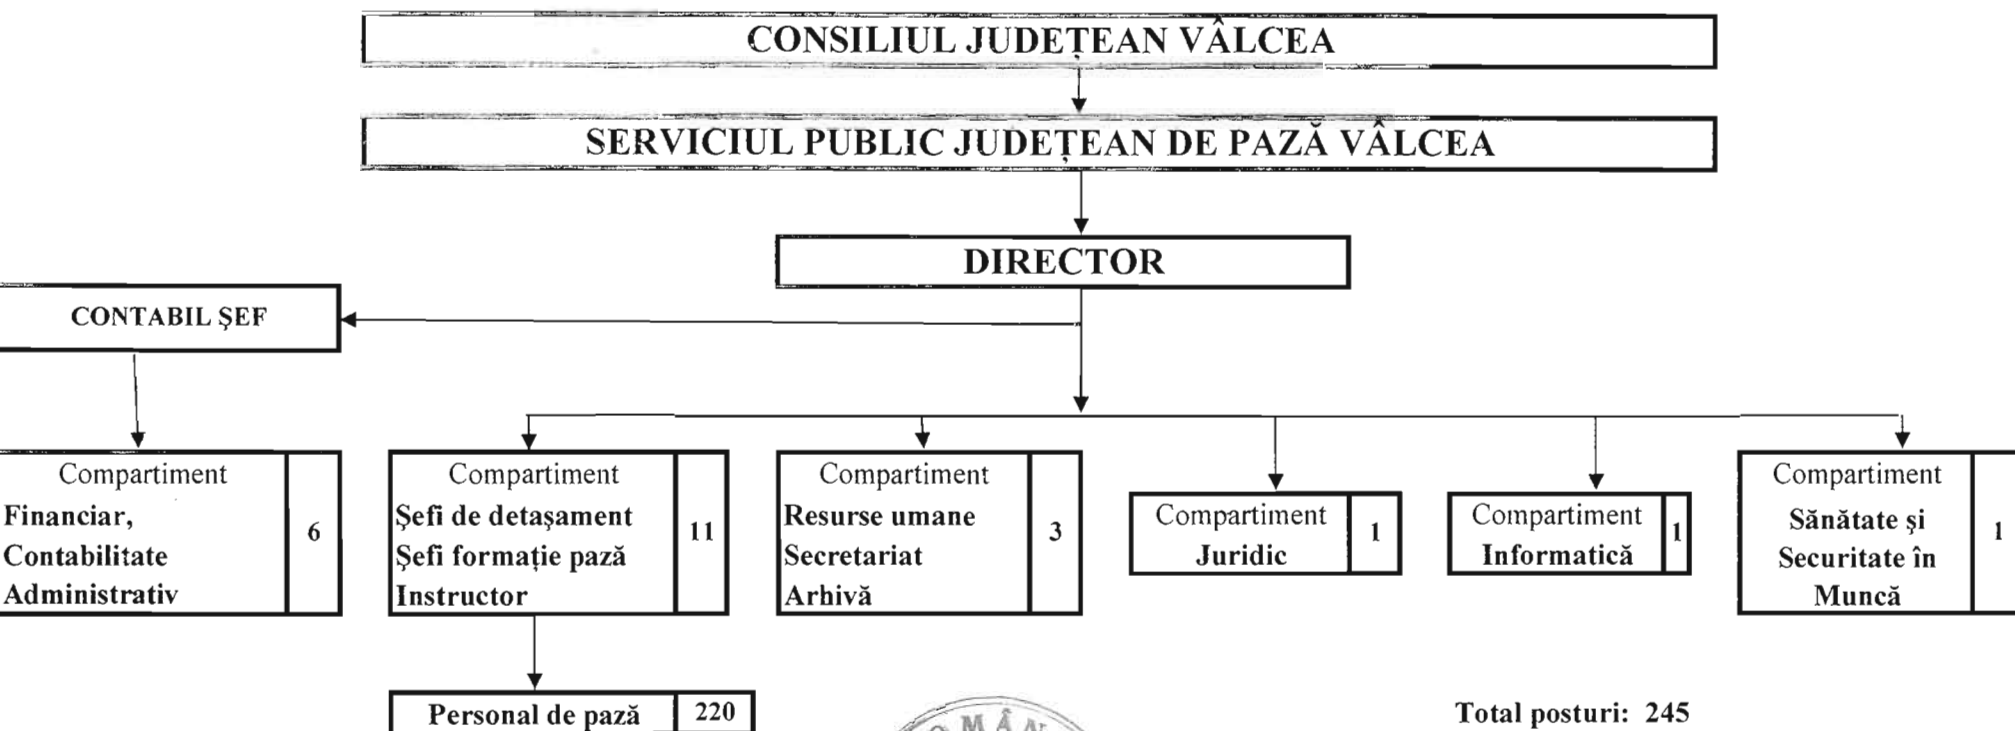 CONSILIUL JUDEȚEAN VÂLCEA
SERVICIUL PUBLIC JUDEȚEAN DE PAZĂ VÂLCEA
DIRECTOR
CONTABIL ŞEF
Compartiment
Financiar,
Contabilitate
Administrativ
6
Compartiment
Şefi de detaşament
Şefi formaţie pază
Instructor
11
Compartiment
Resurse umane
Secretariat
Arhivă
3
Compartiment
Juridic
1
Compartiment
Informatică
1
Compartiment
Sănătate şi
Securitate în
Muncă
1
Personal de pază
220
Total posturi: 245